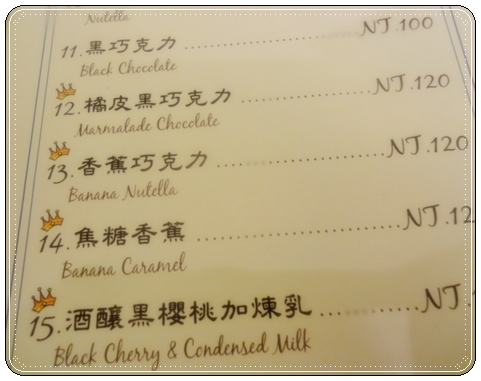 Nutella
11.黑巧克力 NT.100
Black Chocolate
12.橘皮黑巧克力 NT.120
Marmalade Chocolate
13.香蕉巧克力 NT.120
Banana Nutella
14.焦糖香蕉 NT.12
Banana Caramel
15.酒釀黑櫻桃加煉乳 NT.
Black Cherry & Condensed Milk